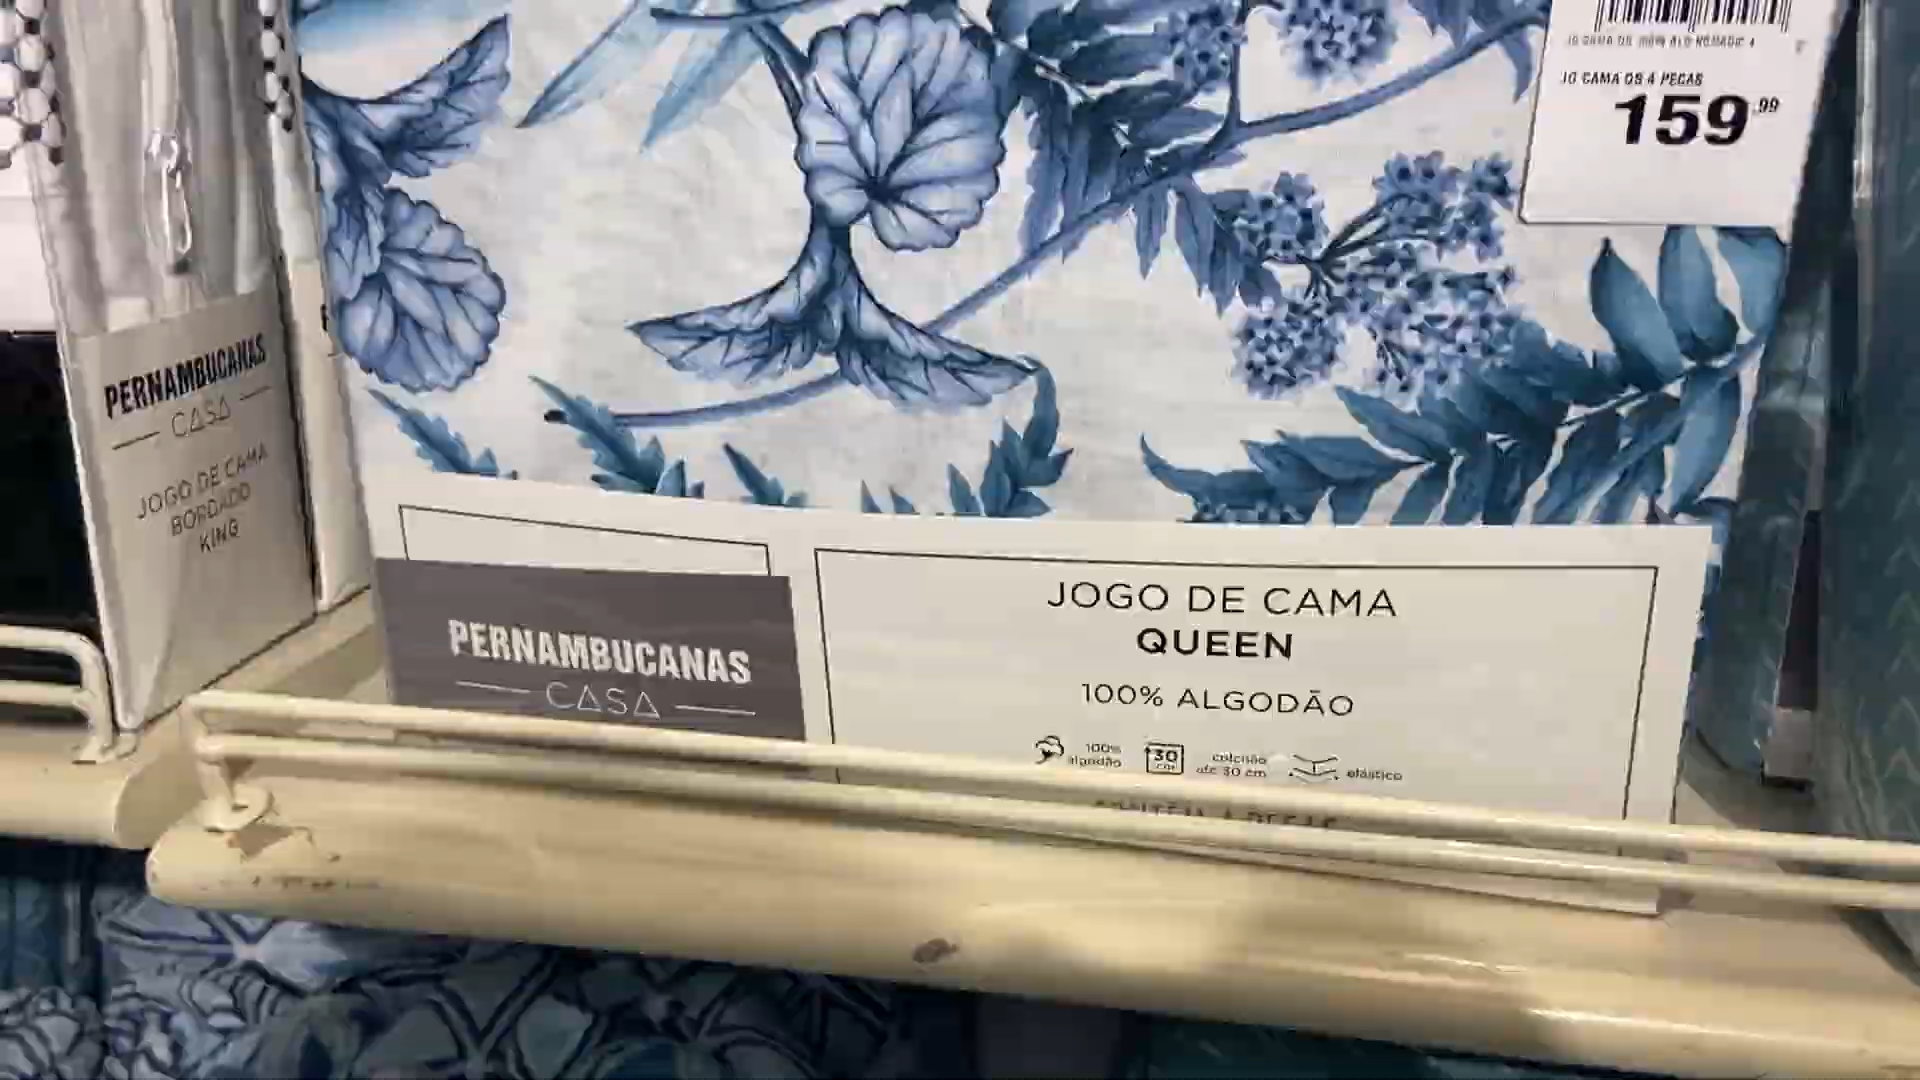 JG CAMA QS 4 PECAS
159,99
PERNAMBUCANAS
CASA
JOGO DE CAMA
BORDADO
KING
PERNAMBUCANAS
CASA
JOGO DE CAMA
QUEEN
100% ALGODÃO
100%
algodão
30
cm
colchão
até 30 cm
elástico